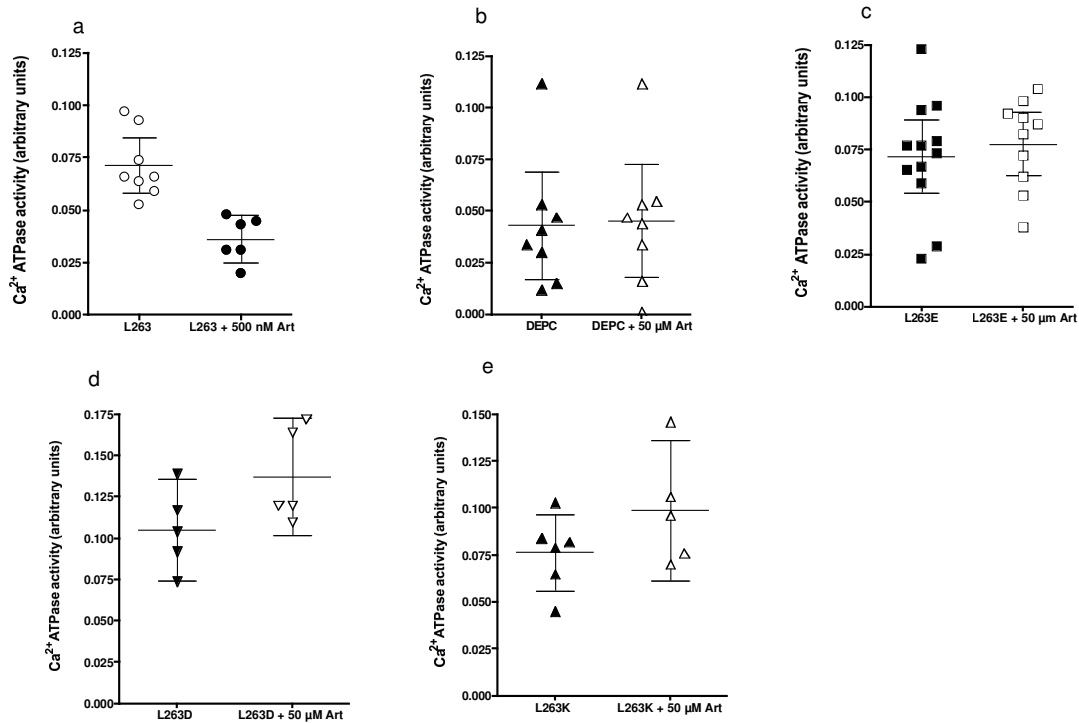 a
Ca2+ ATPase activity (arbitrary units)
0.125
0.100
0.075
0.050
0.025
0.000
L263
L263 + 500 nM Art
b
Ca2+ ATPase activity (arbitrary units)
0.125
0.100
0.075
0.050
0.025
0.000
DEPC
DEPC + 50 µM Art
c
Ca2+ ATPase activity (arbitrary units)
0.125
0.100
0.075
0.050
0.025
0.000
L263E
L263E + 50 µm Art
d
Ca2+ATPase activity (arbitrary units)
0.175
0.150
0.125
0.100
0.075
0.050
0.025
0.000
L263D
L263D + 50 µM Art
e
Ca2+ATPase activity (arbitrary units)
0.150
0.125
0.100
0.075
0.050
0.025
0.000
L263K
L263K + 50 µM Art